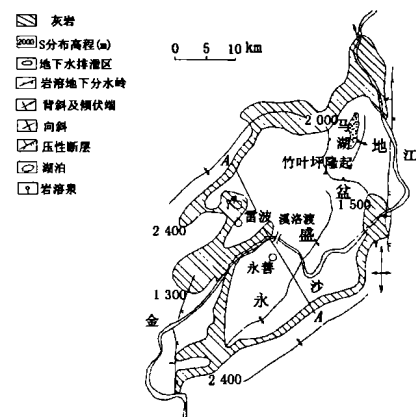 灰岩
2000 S分布高程(m)
地下水排泄区
岩溶地下分水岭
背斜及倾伏端
向斜
压性断层
湖泊
岩溶泉
0 5 10 km
2 000
马
湖
地
江
竹叶坪隆起
盆
1 500
A
雷波
溪洛渡
盛
2 400
永善
沙
1 300
永
A
金
2 400